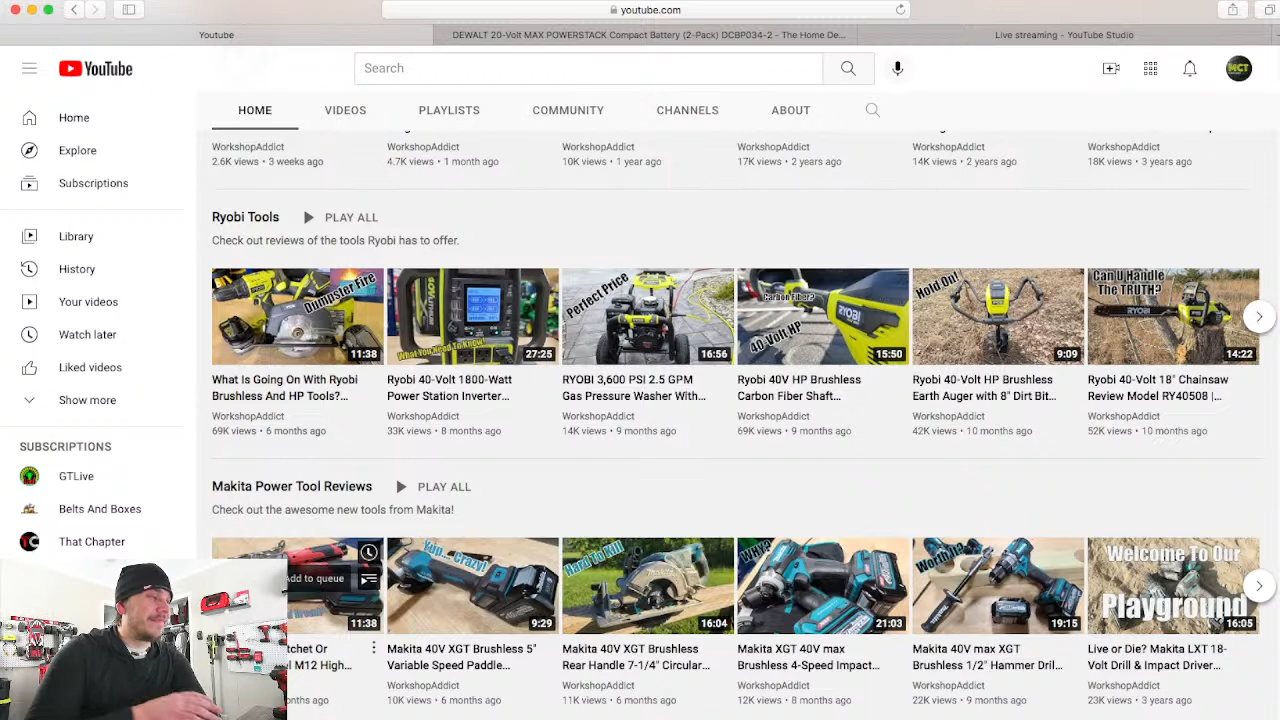 youtube.com
Youtube
DEWALT 20-Volt MAX POWERSTACK Compact Battery (2-Pack) DCBP034-2 - The Home De...
Live streaming - YouTube Studio
YouTube
Search
MCT
HOME VIDEOS PLAYLISTS COMMUNITY CHANNELS ABOUT
Home
Explore
Subscriptions
Library
History
Your videos
Watch later
Liked videos
Show more
SUBSCRIPTIONS
GTLive
Belts And Boxes
That Chapter
WorkshopAddict WorkshopAddict WorkshopAddict WorkshopAddict WorkshopAddict WorkshopAddict
2.6K views • 3 weeks ago 4.7K views • 1 month ago 10K views • 1 year ago 17K views • 2 years ago 14K views • 2 years ago 18K views • 3 years ago
Ryobi Tools PLAY ALL
Check out reviews of the tools Ryobi has to offer.
Dumpster Fire
11:38
What You Need To Know!
27:25
Perfect Price
16:56
Carbon Fiber?
40-Volt HP
RYOBI
15:50
Hold On!
9:09
Can U Handle
The TRUTH?
RYOBI
14:22
What Is Going On With Ryobi
Brushless And HP Tools?...
WorkshopAddict
69K views • 6 months ago
Ryobi 40-Volt 1800-Watt
Power Station Inverter...
WorkshopAddict
33K views • 8 months ago
RYOBI 3,600 PSI 2.5 GPM
Gas Pressure Washer With...
WorkshopAddict
14K views • 9 months ago
Ryobi 40V HP Brushless
Carbon Fiber Shaft...
WorkshopAddict
69K views • 9 months ago
Ryobi 40-Volt HP Brushless
Earth Auger with 8" Dirt Bit...
WorkshopAddict
42K views • 10 months ago
Ryobi 40-Volt 18" Chainsaw
Review Model RY40508 |...
WorkshopAddict
52K views • 10 months ago
Makita Power Tool Reviews PLAY ALL
Check out the awesome new tools from Makita!
Add to queue
11:38
Yup... Crazy!
9:29
Hard To Kill
16:04
WHY?
21:03
Worth It?
19:15
Welcome To Our
Playground
16:05
tchet Or
l M12 High...
nths ago
Makita 40V XGT Brushless 5"
Variable Speed Paddle...
WorkshopAddict
10K views • 6 months ago
Makita 40V XGT Brushless
Rear Handle 7-1/4" Circular...
WorkshopAddict
11K views • 6 months ago
Makita XGT 40V max
Brushless 4-Speed Impact...
WorkshopAddict
12K views • 8 months ago
Makita 40V max XGT
Brushless 1/2" Hammer Dril...
WorkshopAddict
22K views • 9 months ago
Live or Die? Makita LXT 18-
Volt Drill & Impact Driver...
WorkshopAddict
23K views • 3 years ago